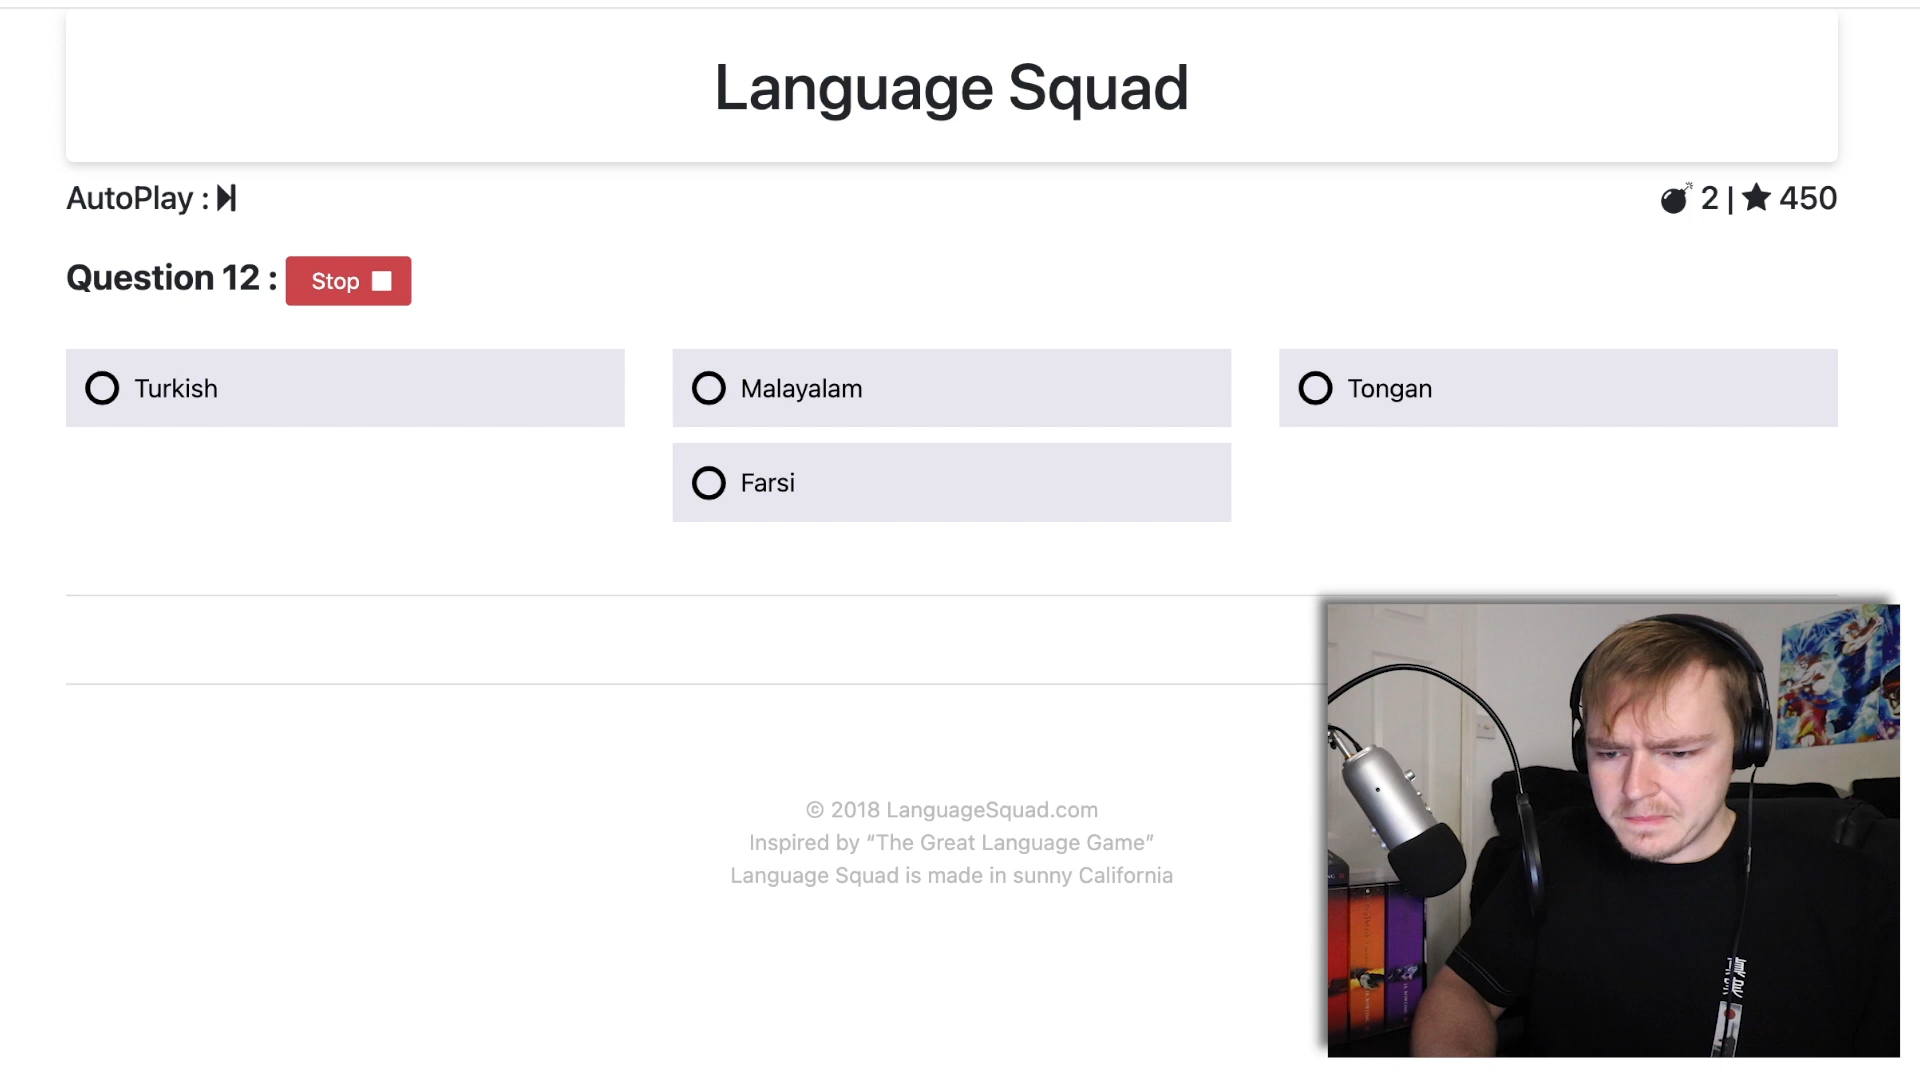 Language Squad
AutoPlay :
2 | 450
Question 12 : Stop
Turkish
Malayalam
Tongan
Farsi
© 2018 LanguageSquad.com
Inspired by “The Great Language Game”
Language Squad is made in sunny California